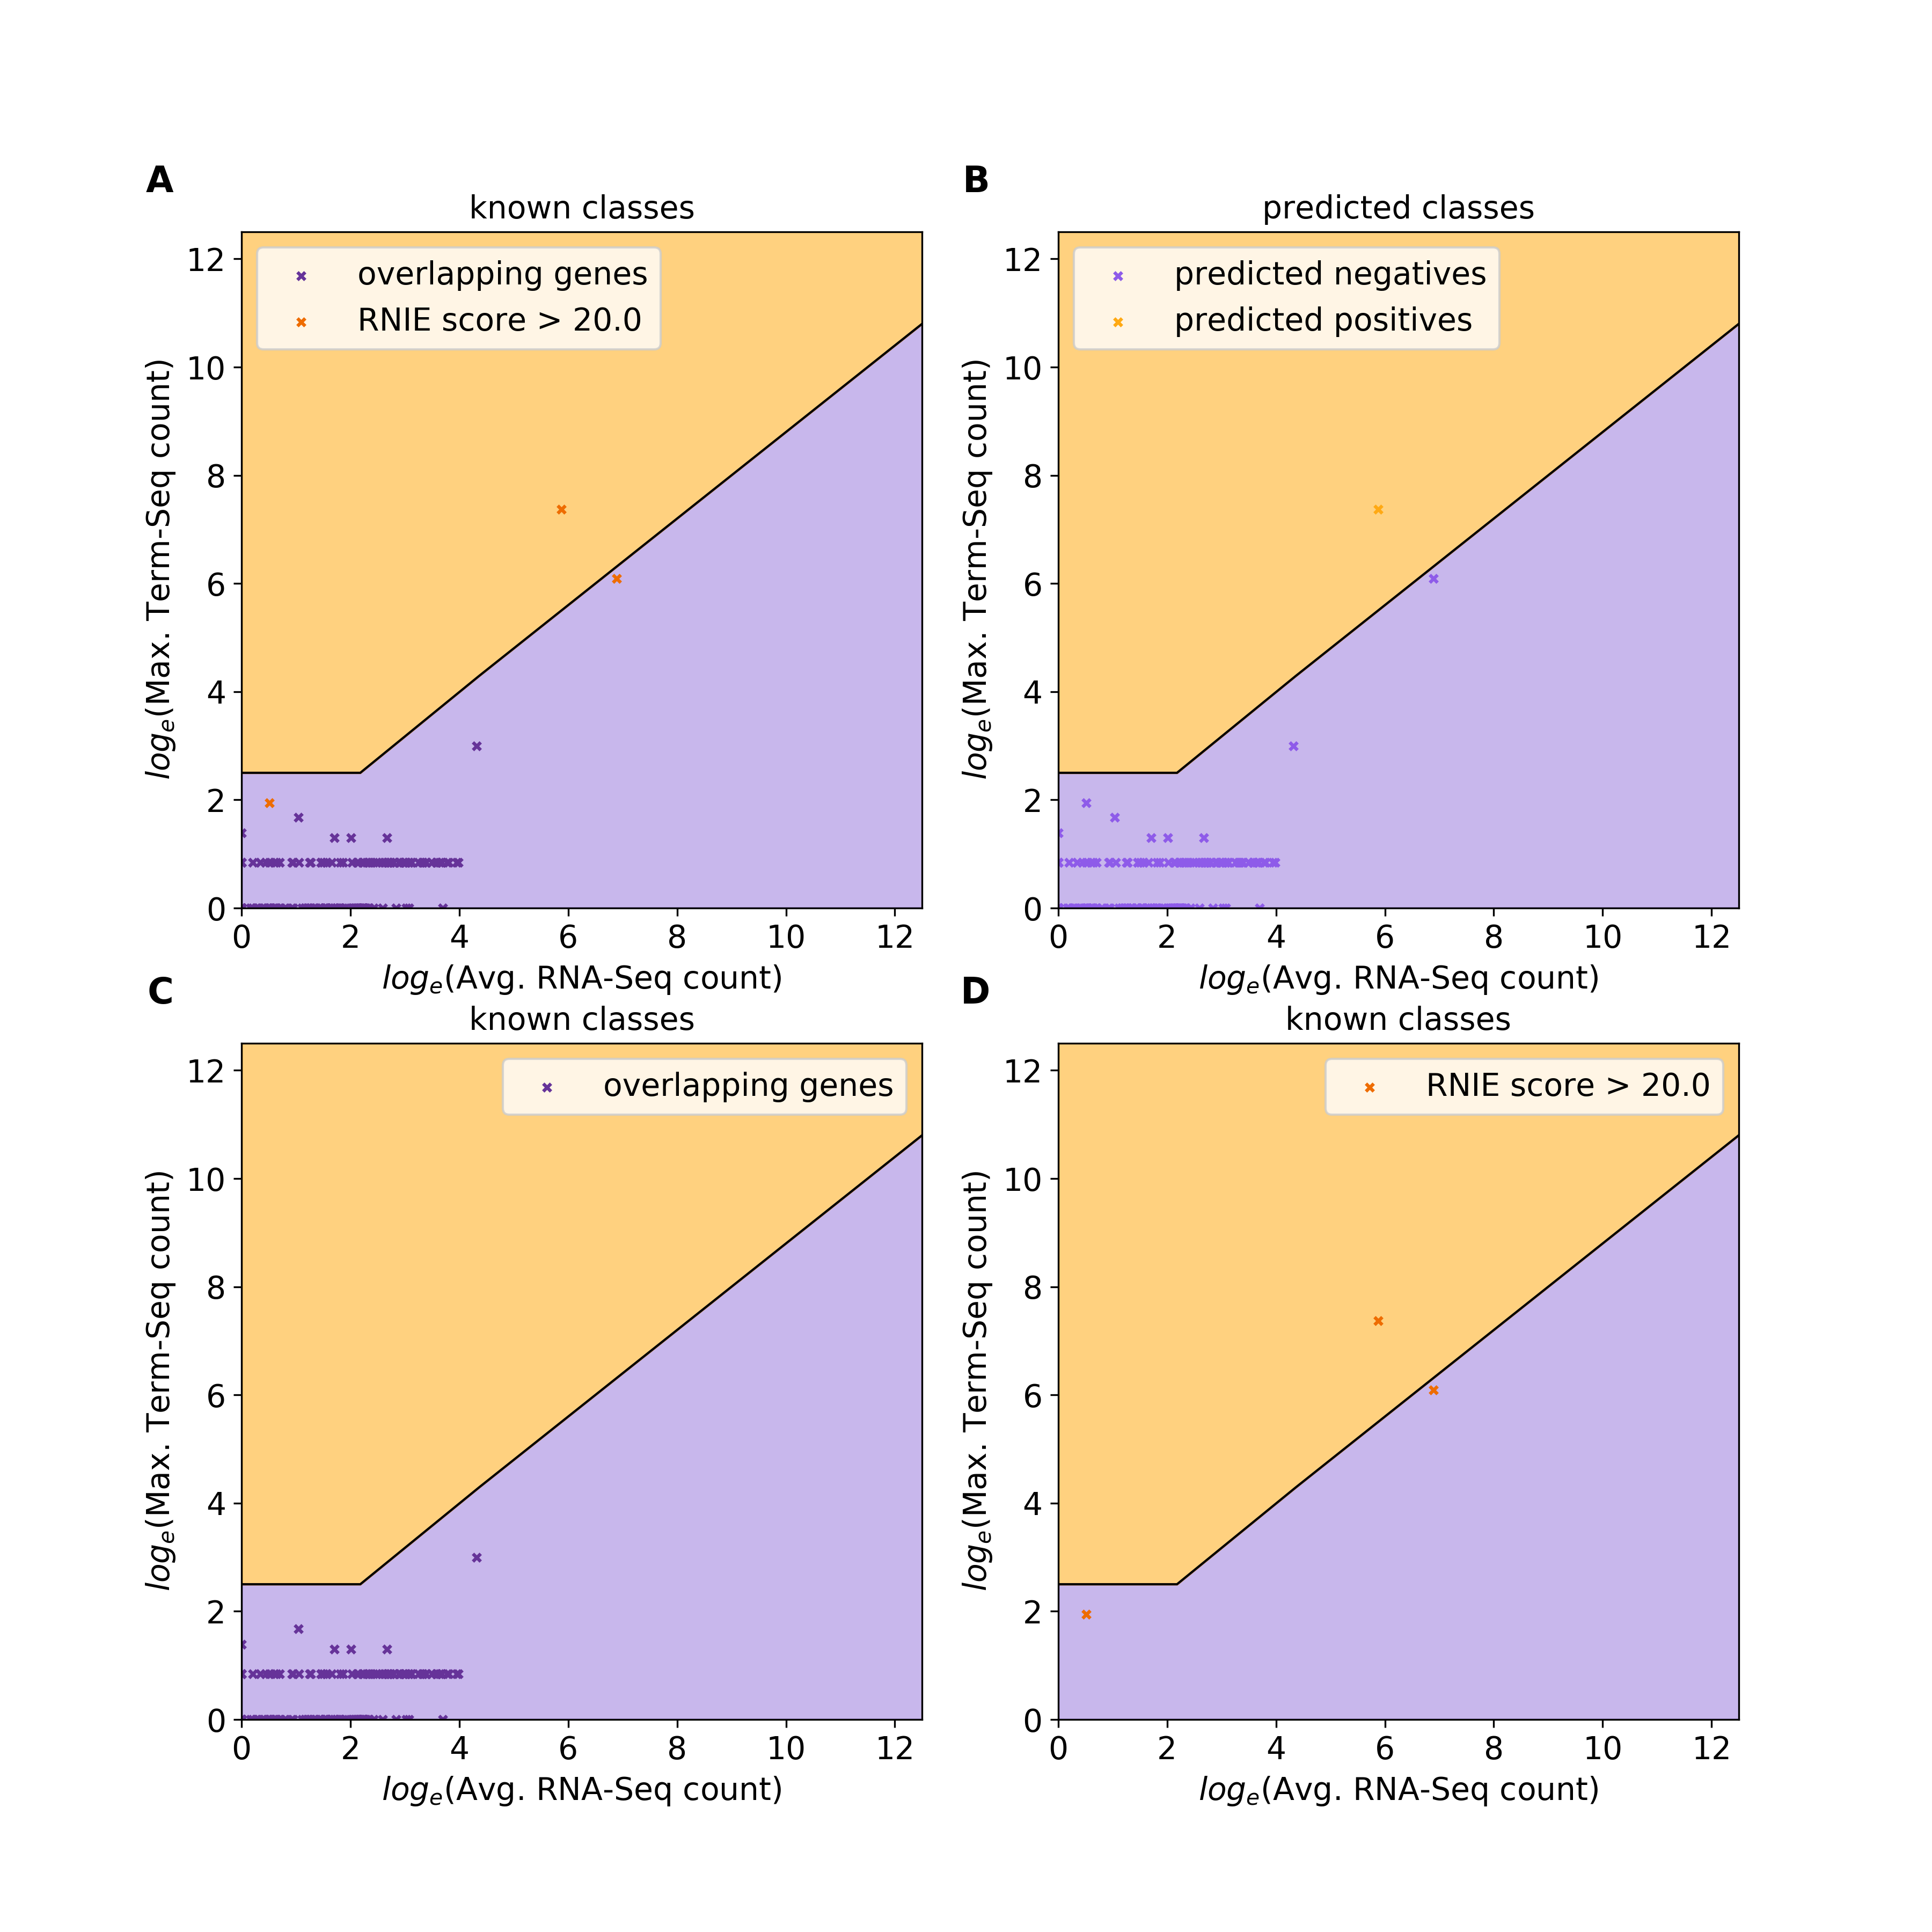 A
known classes
overlapping genes
RNIE score > 20.0
12
10
8
6
4
2
0
log_e(Max. Term-Seq count)
0 2 4 6 8 10 12
log_e(Avg. RNA-Seq count)
B
predicted classes
predicted negatives
predicted positives
12
10
8
6
4
2
0
log_e(Max. Term-Seq count)
0 2 4 6 8 10 12
log_e(Avg. RNA-Seq count)
C
known classes
overlapping genes
12
10
8
6
4
2
0
log_e(Max. Term-Seq count)
0 2 4 6 8 10 12
log_e(Avg. RNA-Seq count)
D
known classes
RNIE score > 20.0
12
10
8
6
4
2
0
log_e(Max. Term-Seq count)
0 2 4 6 8 10 12
log_e(Avg. RNA-Seq count)